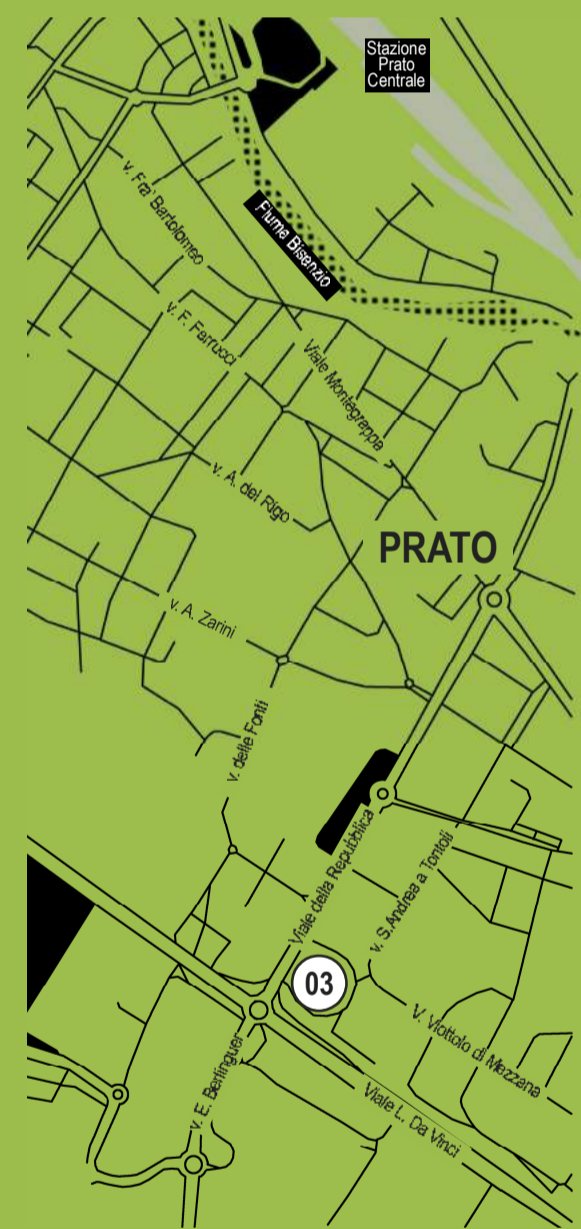 Stazione
Prato
Centrale
v. Fra' Bartolomeo
Fiume Bisenzio
v. F. Ferrucci
Viale Montegrappa
v. A. del Rigo
PRATO
v. A. Zarini
v. delle Fonti
Viale della Repubblica
v. S.Andrea a Tontoli
03
V. Viottolo di Mezzana
v. E. Berlinguer
Viale L. Da Vinci